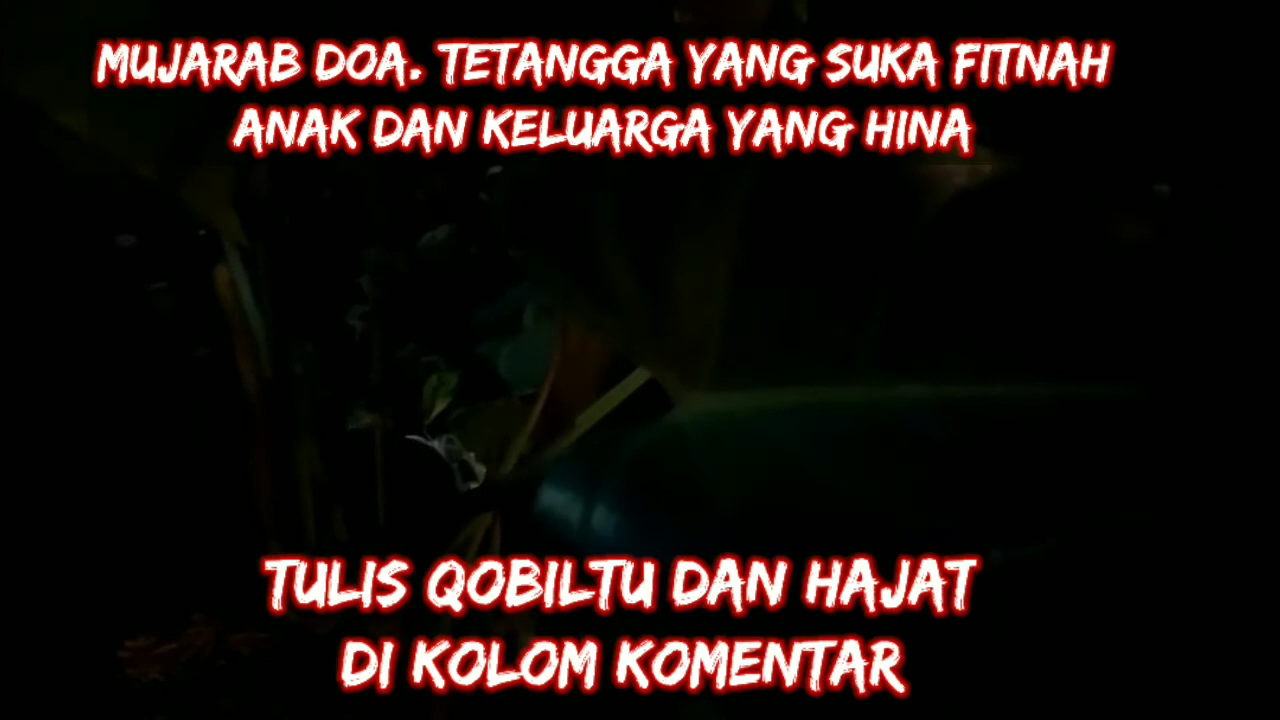 MUJARAB DOA. TETANGGA YANG SUKA FITNAH
ANAK DAN KELUARGA YANG HINA
TULIS QOBILTU DAN HAJAT
DI KOLOM KOMENTAR